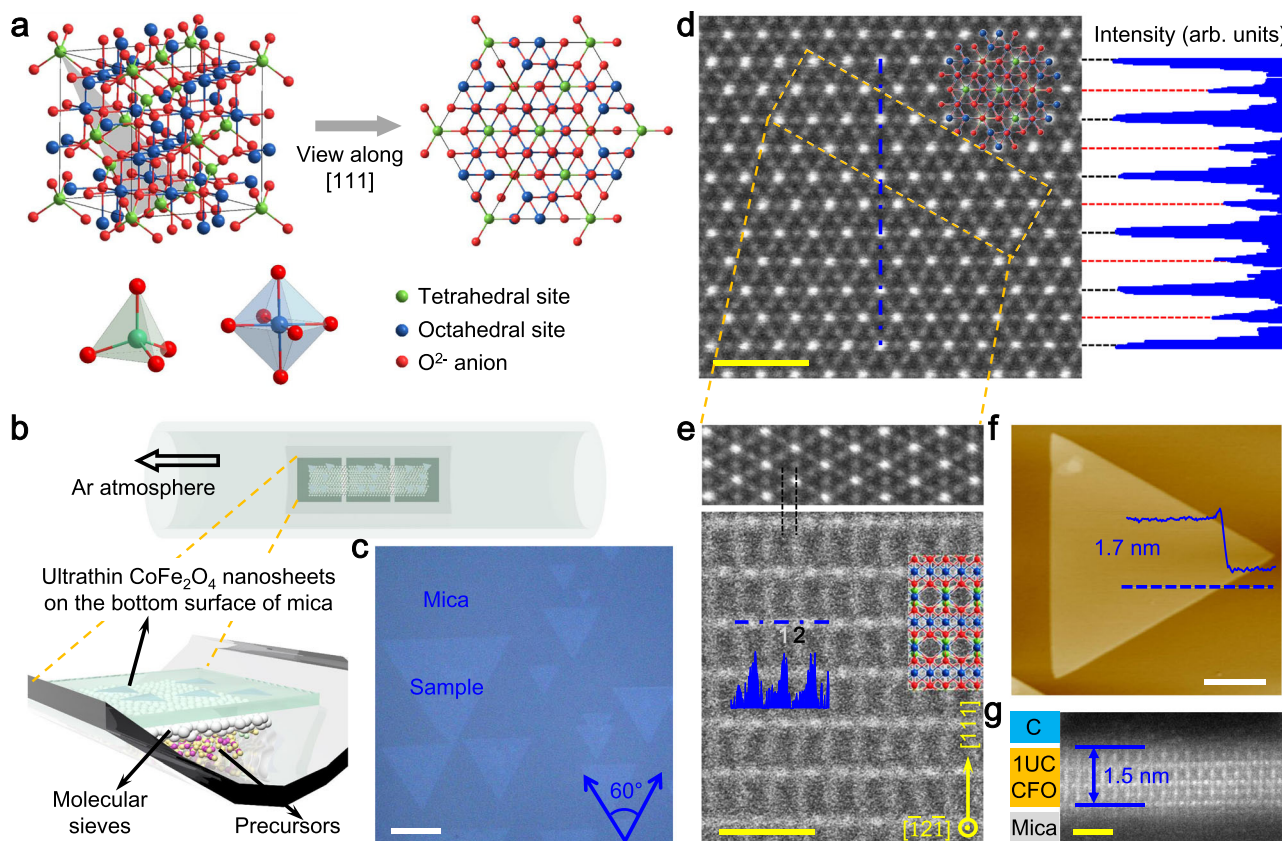 a
View along
[111]
Tetrahedral site
Octahedral site
O²⁻ anion
b
Ar atmosphere
Ultrathin CoFe₂O₄ nanosheets
on the bottom surface of mica
Molecular
sieves
Precursors
c
Mica
Sample
60°
d
Intensity (arb. units)
e
1 2
[111]
[1̄21̄]
f
1.7 nm
g
C
1UC
CFO
Mica
1.5 nm